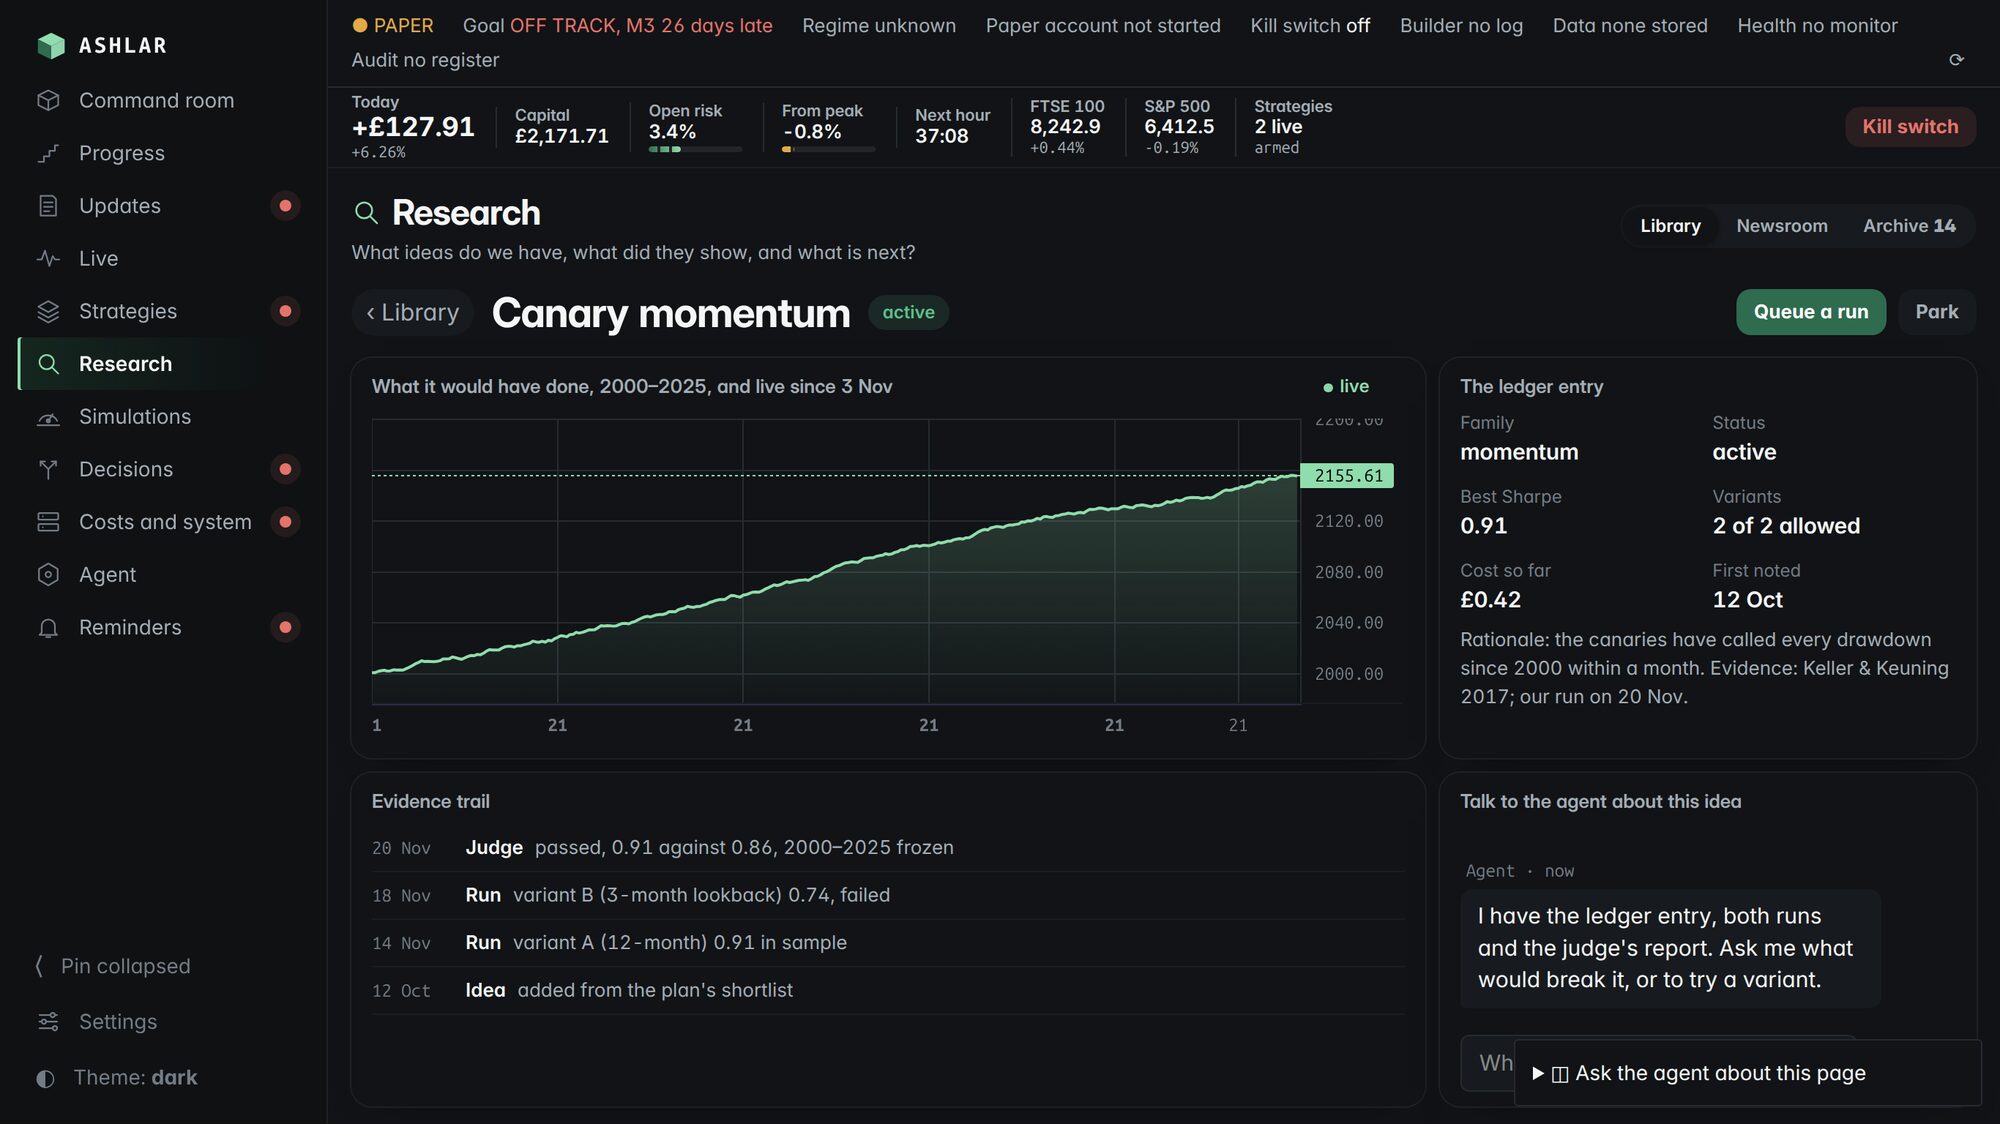 ASHLAR
Command room
Progress
Updates
Live
Strategies
Research
Simulations
Decisions
Costs and system
Agent
Reminders
Pin collapsed
Settings
Theme: dark
PAPER Goal OFF TRACK, M3 26 days late Regime unknown Paper account not started Kill switch off Builder no log Data none stored Health no monitor
Audit no register
Today
+£127.91
+6.26%
Capital
£2,171.71
Open risk
3.4%
From peak
-0.8%
Next hour
37:08
FTSE 100
8,242.9
+0.44%
S&P 500
6,412.5
-0.19%
Strategies
2 live
armed
Kill switch
Research
What ideas do we have, what did they show, and what is next?
Library Newsroom Archive 14
‹ Library Canary momentum active
Queue a run Park
What it would have done, 2000–2025, and live since 3 Nov
live
2200.00
2155.61
2120.00
2080.00
2040.00
2000.00
1 21 21 21 21 21
The ledger entry
Family
momentum
Status
active
Best Sharpe
0.91
Variants
2 of 2 allowed
Cost so far
£0.42
First noted
12 Oct
Rationale: the canaries have called every drawdown
since 2000 within a month. Evidence: Keller & Keuning
2017; our run on 20 Nov.
Evidence trail
20 Nov Judge passed, 0.91 against 0.86, 2000–2025 frozen
18 Nov Run variant B (3-month lookback) 0.74, failed
14 Nov Run variant A (12-month) 0.91 in sample
12 Oct Idea added from the plan's shortlist
Talk to the agent about this idea
Agent · now
I have the ledger entry, both runs
and the judge's report. Ask me what
would break it, or to try a variant.
Wh
Ask the agent about this page